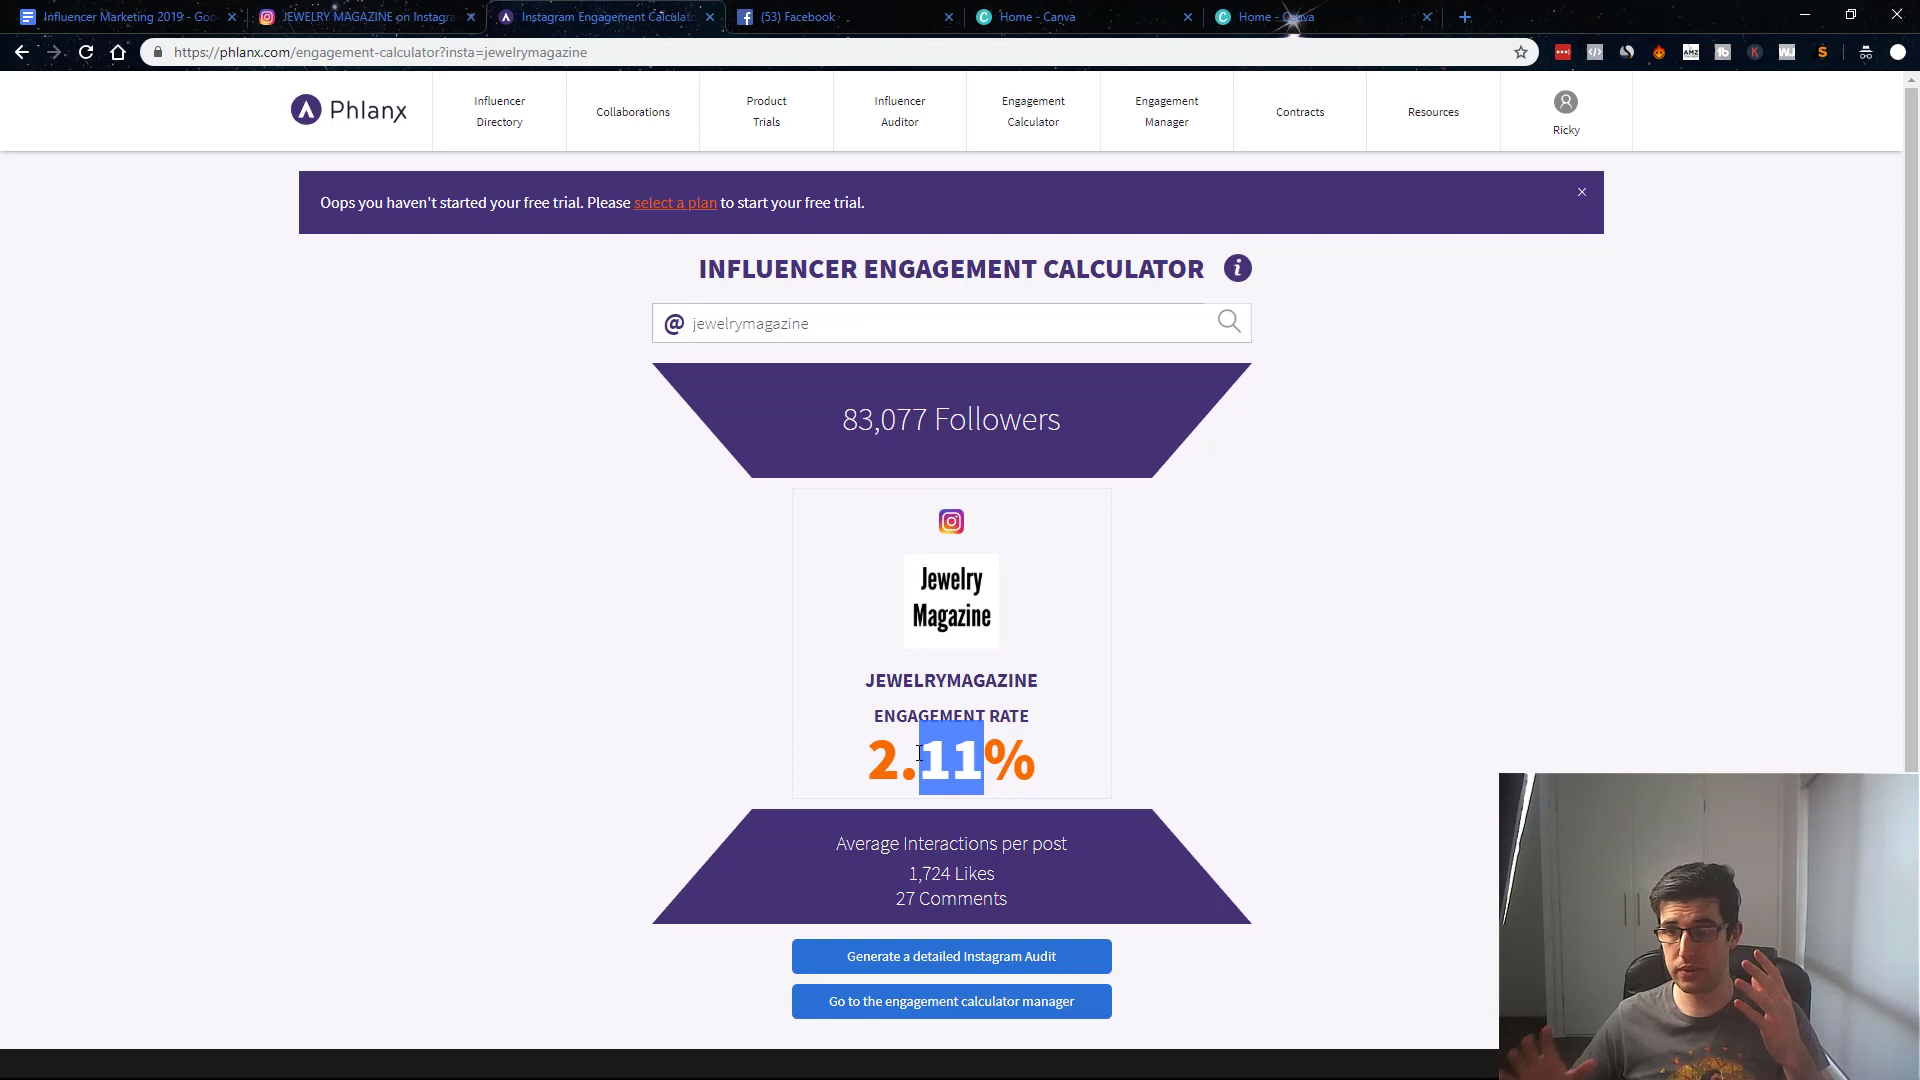 Influencer Marketing 2019 - Goo
JEWELRY MAGAZINE on Instagra
Instagram Engagement Calculato
(53) Facebook
Home - Canva
Home - Canva
https://phlanx.com/engagement-calculator?insta=jewelrymagazine
Phlanx
Influencer
Directory
Collaborations
Product
Trials
Influencer
Auditor
Engagement
Calculator
Engagement
Manager
Contracts
Resources
Ricky
Oops you haven't started your free trial. Please select a plan to start your free trial.
INFLUENCER ENGAGEMENT CALCULATOR
@ jewelrymagazine
83,077 Followers
Jewelry
Magazine
JEWELRYMAGAZINE
ENGAGEMENT RATE
2.11%
Average Interactions per post
1,724 Likes
27 Comments
Generate a detailed Instagram Audit
Go to the engagement calculator manager